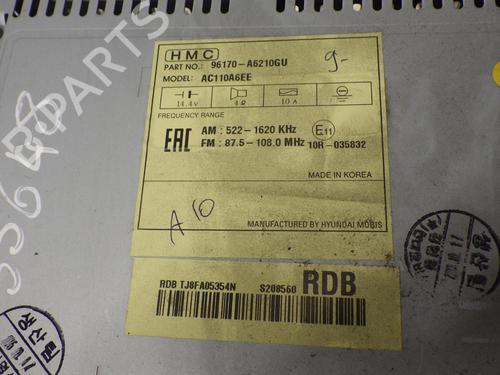 HMC
PART NO.: 96170-A6210GU
MODEL: AC110A6EE
14.4v 4Ω 10A
FREQUENCY RANGE
EAC AM : 522-1620 KHz E11
FM : 87.5-108.0 MHz 10R-035832
MADE IN KOREA
A10
MANUFACTURED BY HYUNDAI MOBIS
RDB TJ8FA05354N S208560 RDB
B PARTS